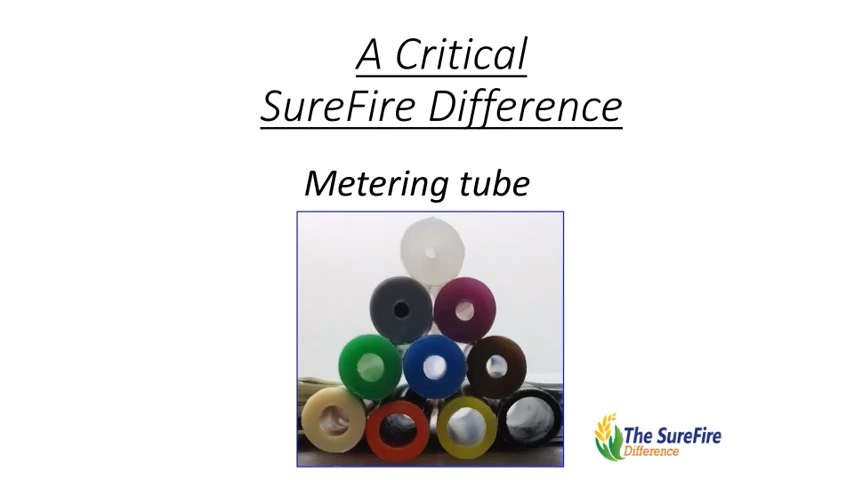 A Critical
SureFire Difference
Metering tube
The SureFire
Difference